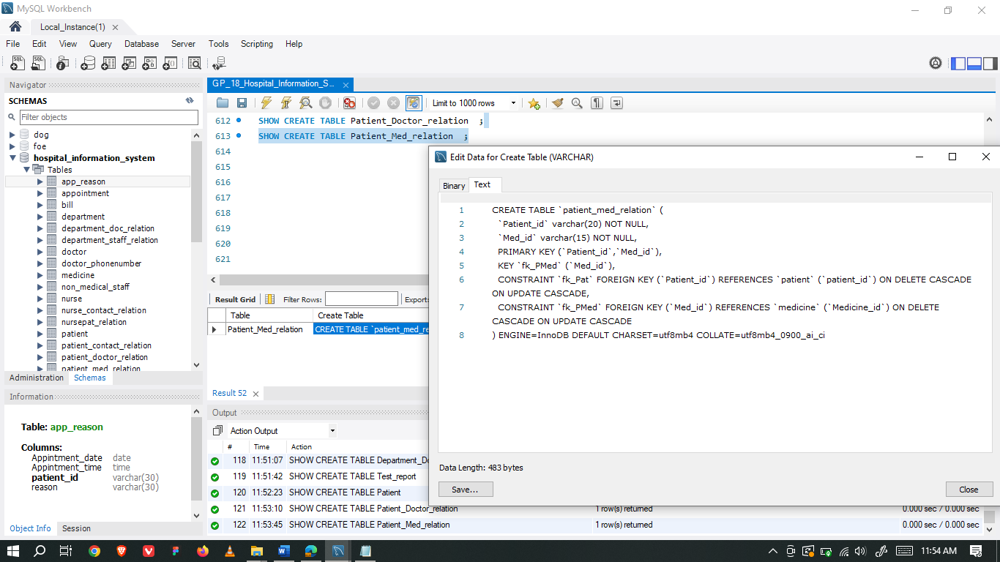 MySQL Workbench
Local_Instance(1)
File Edit View Query Database Server Tools Scripting Help
Navigator
SCHEMAS
Filter objects
dog
foe
hospital_information_system
Tables
app_reason
appointment
bill
department
department_doc_relation
department_staff_relation
doctor
doctor_phonenumber
medicine
non_medical_staff
nurse
nurse_contact_relation
nursepat_relation
patient
patient_contact_relation
patient_doctor_relation
patient_med_relation
Administration Schemas
Information
Table: app_reason
Columns:
Appintment_date date
Appintment_time time
patient_id varchar(30)
reason varchar(30)
Object Info Session
GP_18_Hospital_Information_S...
Limit to 1000 rows
612 SHOW CREATE TABLE Patient_Doctor_relation ;
613 SHOW CREATE TABLE Patient_Med_relation ;
614
615
616
617
618
619
620
621
Result Grid Filter Rows: Export:
Table Create Table
Patient_Med_relation CREATE TABLE `patient_med_re
Result 52
Output
Action Output
# Time Action
118 11:51:07 SHOW CREATE TABLE Department_Do
119 11:51:42 SHOW CREATE TABLE Test_report
120 11:52:23 SHOW CREATE TABLE Patient
121 11:53:10 SHOW CREATE TABLE Patient_Doctor_relation 1 row(s) returned 0.000 sec / 0.000 sec
122 11:53:45 SHOW CREATE TABLE Patient_Med_relation 1 row(s) returned 0.000 sec / 0.000 sec
Edit Data for Create Table (VARCHAR)
Binary Text
1 CREATE TABLE `patient_med_relation` (
2 `Patient_id` varchar(20) NOT NULL,
3 `Med_id` varchar(15) NOT NULL,
4 PRIMARY KEY (`Patient_id`,`Med_id`),
5 KEY `fk_PMed` (`Med_id`),
6 CONSTRAINT `fk_Pat` FOREIGN KEY (`Patient_id`) REFERENCES `patient` (`patient_id`) ON DELETE CASCADE
ON UPDATE CASCADE,
7 CONSTRAINT `fk_PMed` FOREIGN KEY (`Med_id`) REFERENCES `medicine` (`Medicine_id`) ON DELETE
CASCADE ON UPDATE CASCADE
8 ) ENGINE=InnoDB DEFAULT CHARSET=utf8mb4 COLLATE=utf8mb4_0900_ai_ci
Data Length: 483 bytes
Save... Close
11:54 AM